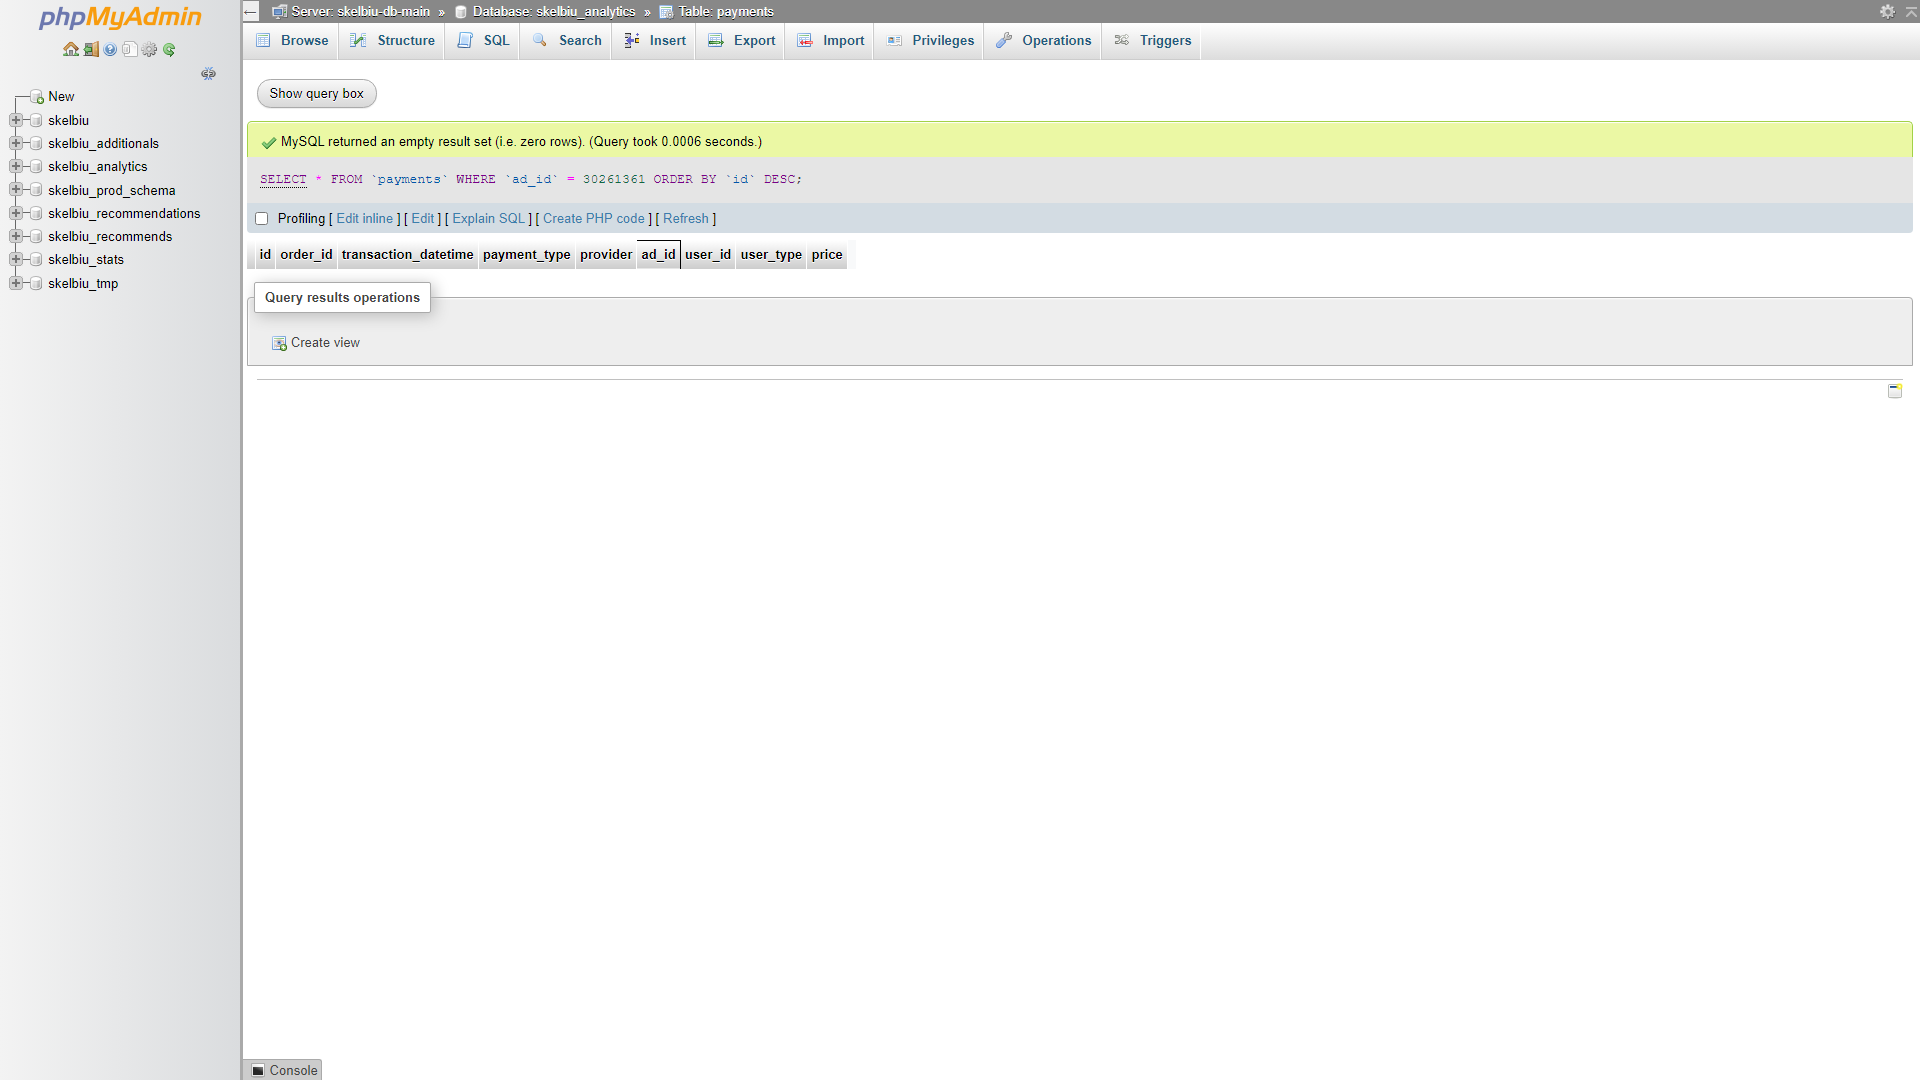 phpMyAdmin
New
skelbiu
skelbiu_additionals
skelbiu_analytics
skelbiu_prod_schema
skelbiu_recommendations
skelbiu_recommends
skelbiu_stats
skelbiu_tmp
Server: skelbiu-db-main » Database: skelbiu_analytics » Table: payments
Browse Structure SQL Search Insert Export Import Privileges Operations Triggers
Show query box
MySQL returned an empty result set (i.e. zero rows). (Query took 0.0006 seconds.)
SELECT * FROM `payments` WHERE `ad_id` = 30261361 ORDER BY `id` DESC;
Profiling [ Edit inline ] [ Edit ] [ Explain SQL ] [ Create PHP code ] [ Refresh ]
id order_id transaction_datetime payment_type provider ad_id user_id user_type price
Query results operations
Create view
Console